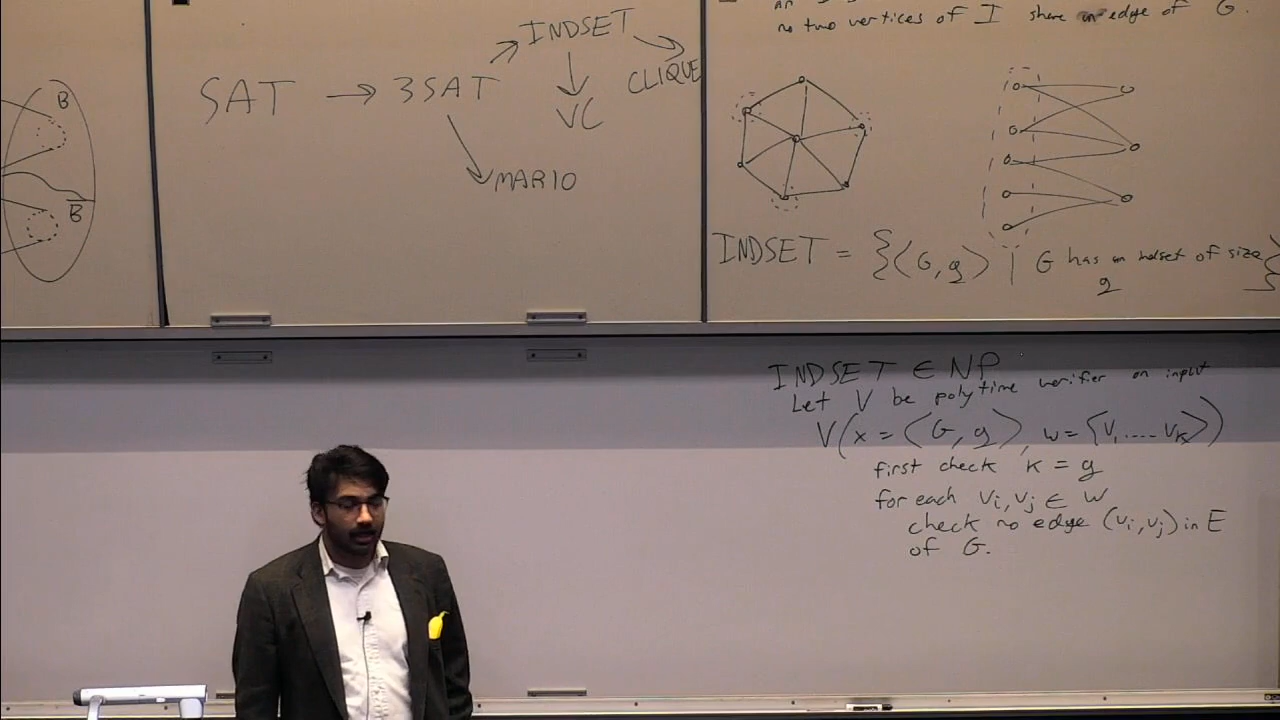 B
B
SAT → 3SAT
INDSET
CLIQUE
VC
MARIO
an
no two vertices of I share an edge of G.
INDSET = {⟨G, g⟩ | G has an indset of size g}
INDSET ∈ NP
Let V be polytime verifier on input
V(x = ⟨G, g⟩, w = {v₁ .... vₖ})
first check k = g
for each vᵢ, vⱼ ∈ w
check no edge (vᵢ, vⱼ) in E
of G.